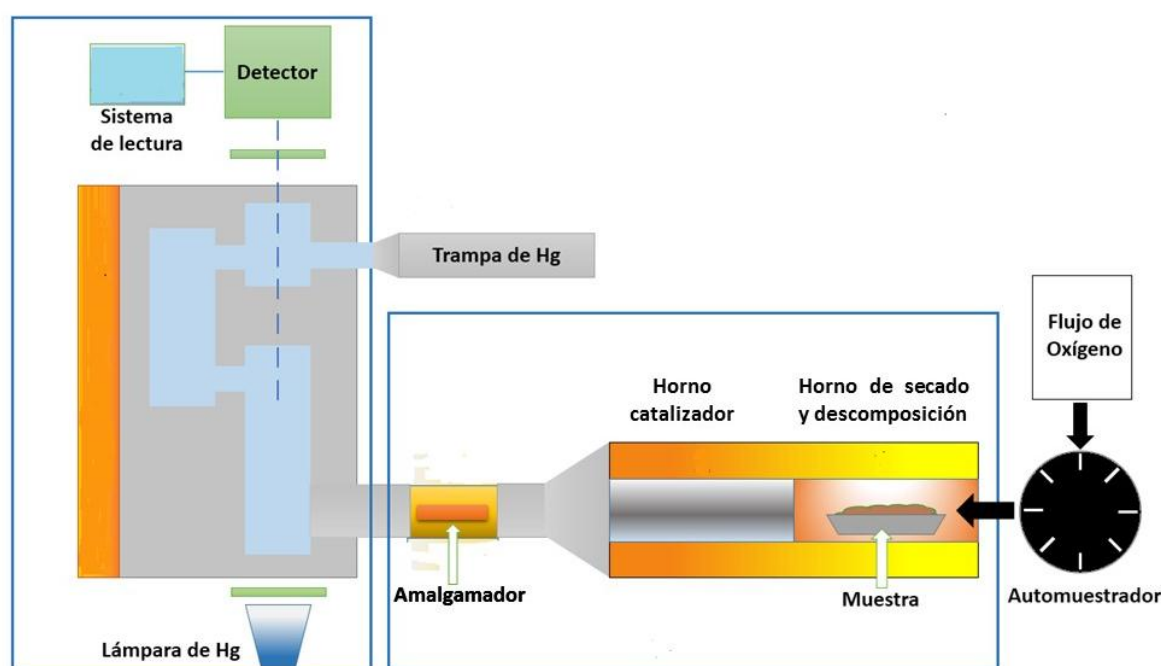 Detector
Sistema
de lectura
Trampa de Hg
Flujo de
Oxígeno
Horno
catalizador
Horno de secado
y descomposición
Amalgamador
Muestra
Automuestrador
Lámpara de Hg